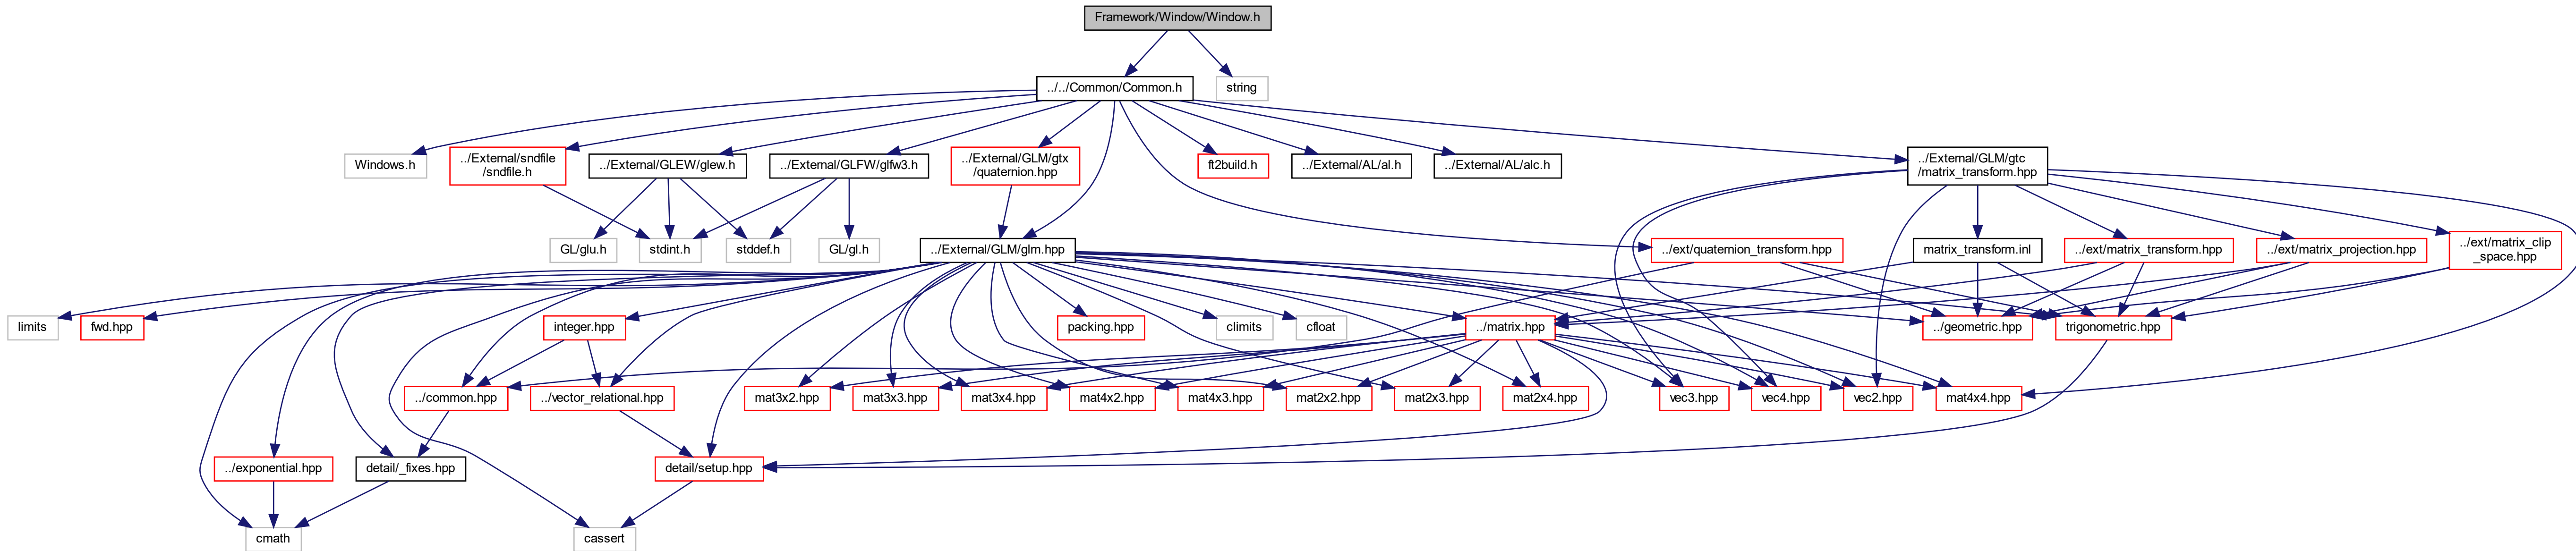 Framework/Window/Window.h
../../Common/Common.h
string
Windows.h
../External/sndfile
/sndfile.h
../External/GLEW/glew.h
../External/GLFW/glfw3.h
../External/GLM/gtx
/quaternion.hpp
ft2build.h
../External/AL/al.h
../External/AL/alc.h
../External/GLM/gtc
/matrix_transform.hpp
GL/glu.h
stdint.h
stddef.h
GL/gl.h
../External/GLM/glm.hpp
../ext/quaternion_transform.hpp
matrix_transform.inl
../ext/matrix_transform.hpp
../ext/matrix_projection.hpp
../ext/matrix_clip
_space.hpp
limits
fwd.hpp
integer.hpp
packing.hpp
climits
cfloat
../matrix.hpp
../geometric.hpp
trigonometric.hpp
../common.hpp
../vector_relational.hpp
mat3x2.hpp
mat3x3.hpp
mat3x4.hpp
mat4x2.hpp
mat4x3.hpp
mat2x2.hpp
mat2x3.hpp
mat2x4.hpp
vec3.hpp
vec4.hpp
vec2.hpp
mat4x4.hpp
../exponential.hpp
detail/_fixes.hpp
detail/setup.hpp
cmath
cassert